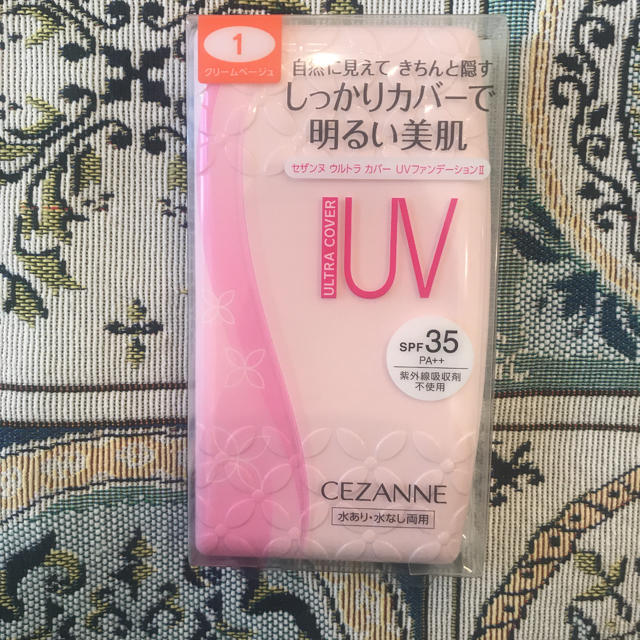 1
クリームベージュ
自然に見えて きちんと隠す
しっかりカバーで
明るい美肌
セザンヌ ウルトラ カバー UVファンデーションⅡ
ULTRA COVER
UV
SPF35
PA++
紫外線吸収剤
不使用
CEZANNE
水あり・水なし両用